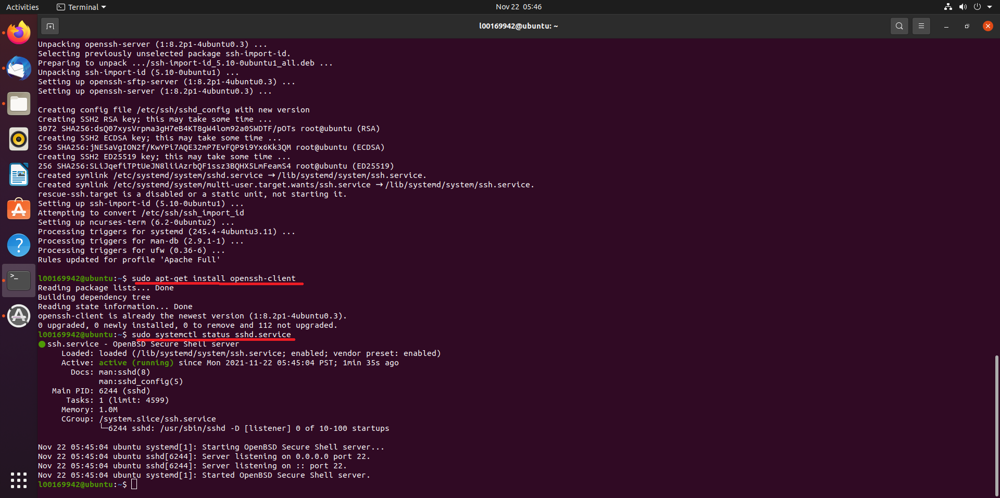 Activities
Terminal
Nov 22 05:46
l00169942@ubuntu: ~
Unpacking openssh-server (1:8.2p1-4ubuntu0.3) ...
Selecting previously unselected package ssh-import-id.
Preparing to unpack .../ssh-import-id_5.10-0ubuntu1_all.deb ...
Unpacking ssh-import-id (5.10-0ubuntu1) ...
Setting up openssh-sftp-server (1:8.2p1-4ubuntu0.3) ...
Setting up openssh-server (1:8.2p1-4ubuntu0.3) ...
Creating config file /etc/ssh/sshd_config with new version
Creating SSH2 RSA key; this may take some time ...
3072 SHA256:dsQ07xysVrpma3gH7eB4KT8gW4lom92a0SWDTF/pOTs root@ubuntu (RSA)
Creating SSH2 ECDSA key; this may take some time ...
256 SHA256:jNE5aVgION2f/KwYPi7AQE32mP7EvFQP9i9Yx6Kk3QM root@ubuntu (ECDSA)
Creating SSH2 ED25519 key; this may take some time ...
256 SHA256:SLiJqefiTPtUeJN8liiAzrbQF1ssz3BQHX5LmFeamS4 root@ubuntu (ED25519)
Created symlink /etc/systemd/system/sshd.service → /lib/systemd/system/ssh.service.
Created symlink /etc/systemd/system/multi-user.target.wants/ssh.service → /lib/systemd/system/ssh.service.
rescue-ssh.target is a disabled or a static unit, not starting it.
Setting up ssh-import-id (5.10-0ubuntu1) ...
Attempting to convert /etc/ssh/ssh_import_id
Setting up ncurses-term (6.2-0ubuntu2) ...
Processing triggers for systemd (245.4-4ubuntu3.11) ...
Processing triggers for man-db (2.9.1-1) ...
Processing triggers for ufw (0.36-6) ...
Rules updated for profile 'Apache Full'
l00169942@ubuntu:~$ sudo apt-get install openssh-client
Reading package lists... Done
Building dependency tree
Reading state information... Done
openssh-client is already the newest version (1:8.2p1-4ubuntu0.3).
0 upgraded, 0 newly installed, 0 to remove and 112 not upgraded.
l00169942@ubuntu:~$ sudo systemctl status sshd.service
● ssh.service - OpenBSD Secure Shell server
Loaded: loaded (/lib/systemd/system/ssh.service; enabled; vendor preset: enabled)
Active: active (running) since Mon 2021-11-22 05:45:04 PST; 1min 35s ago
Docs: man:sshd(8)
man:sshd_config(5)
Main PID: 6244 (sshd)
Tasks: 1 (limit: 4599)
Memory: 1.0M
CGroup: /system.slice/ssh.service
└─6244 sshd: /usr/sbin/sshd -D [listener] 0 of 10-100 startups
Nov 22 05:45:04 ubuntu systemd[1]: Starting OpenBSD Secure Shell server...
Nov 22 05:45:04 ubuntu sshd[6244]: Server listening on 0.0.0.0 port 22.
Nov 22 05:45:04 ubuntu sshd[6244]: Server listening on :: port 22.
Nov 22 05:45:04 ubuntu systemd[1]: Started OpenBSD Secure Shell server.
l00169942@ubuntu:~$